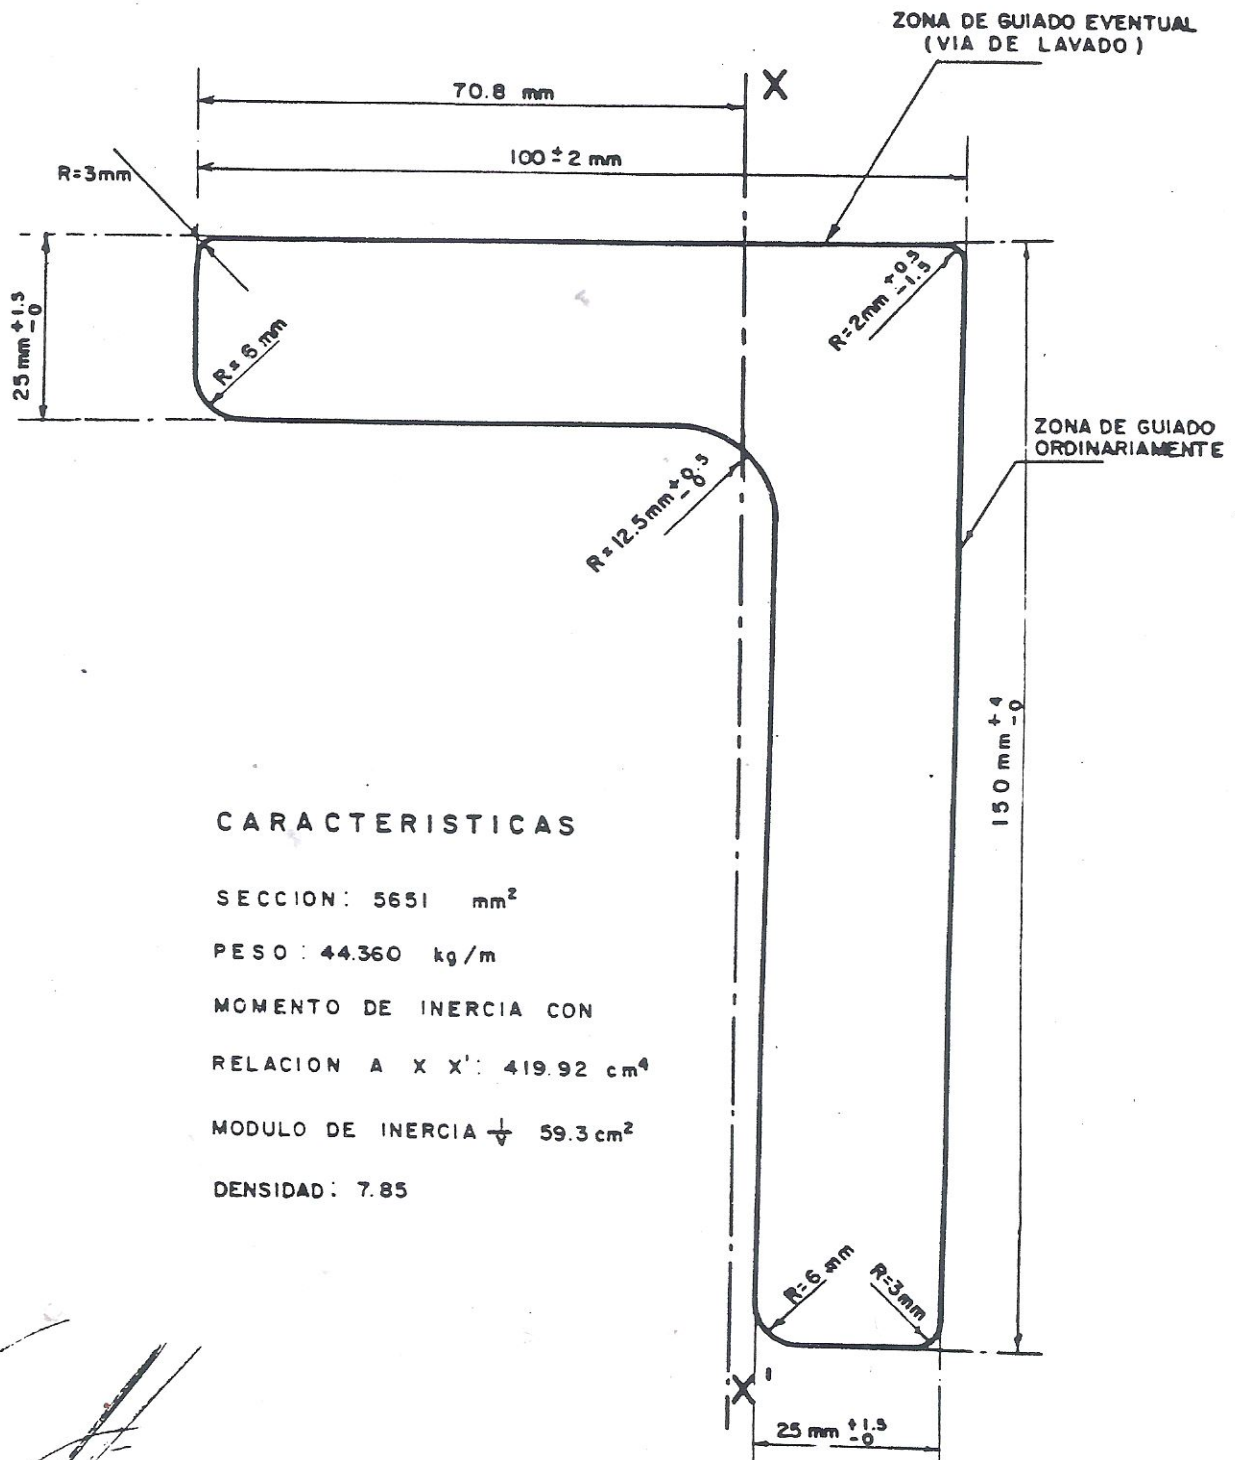 ZONA DE GUIADO EVENTUAL
(VIA DE LAVADO)
X
70.8 mm
100 ± 2 mm
R=3mm
25 mm +1.5 -0
R= 6 mm
R=2mm +0.5 -1.5
ZONA DE GUIADO
ORDINARIAMENTE
R=12.5mm +0.5 -0
150 mm +4 -0
CARACTERISTICAS
SECCION: 5651 mm²
PESO: 44.360 kg/m
MOMENTO DE INERCIA CON
RELACION A X X': 419.92 cm⁴
MODULO DE INERCIA I/V 59.3 cm²
DENSIDAD: 7.85
R=6 mm
R=3mm
X'
25 mm +1.5 -0